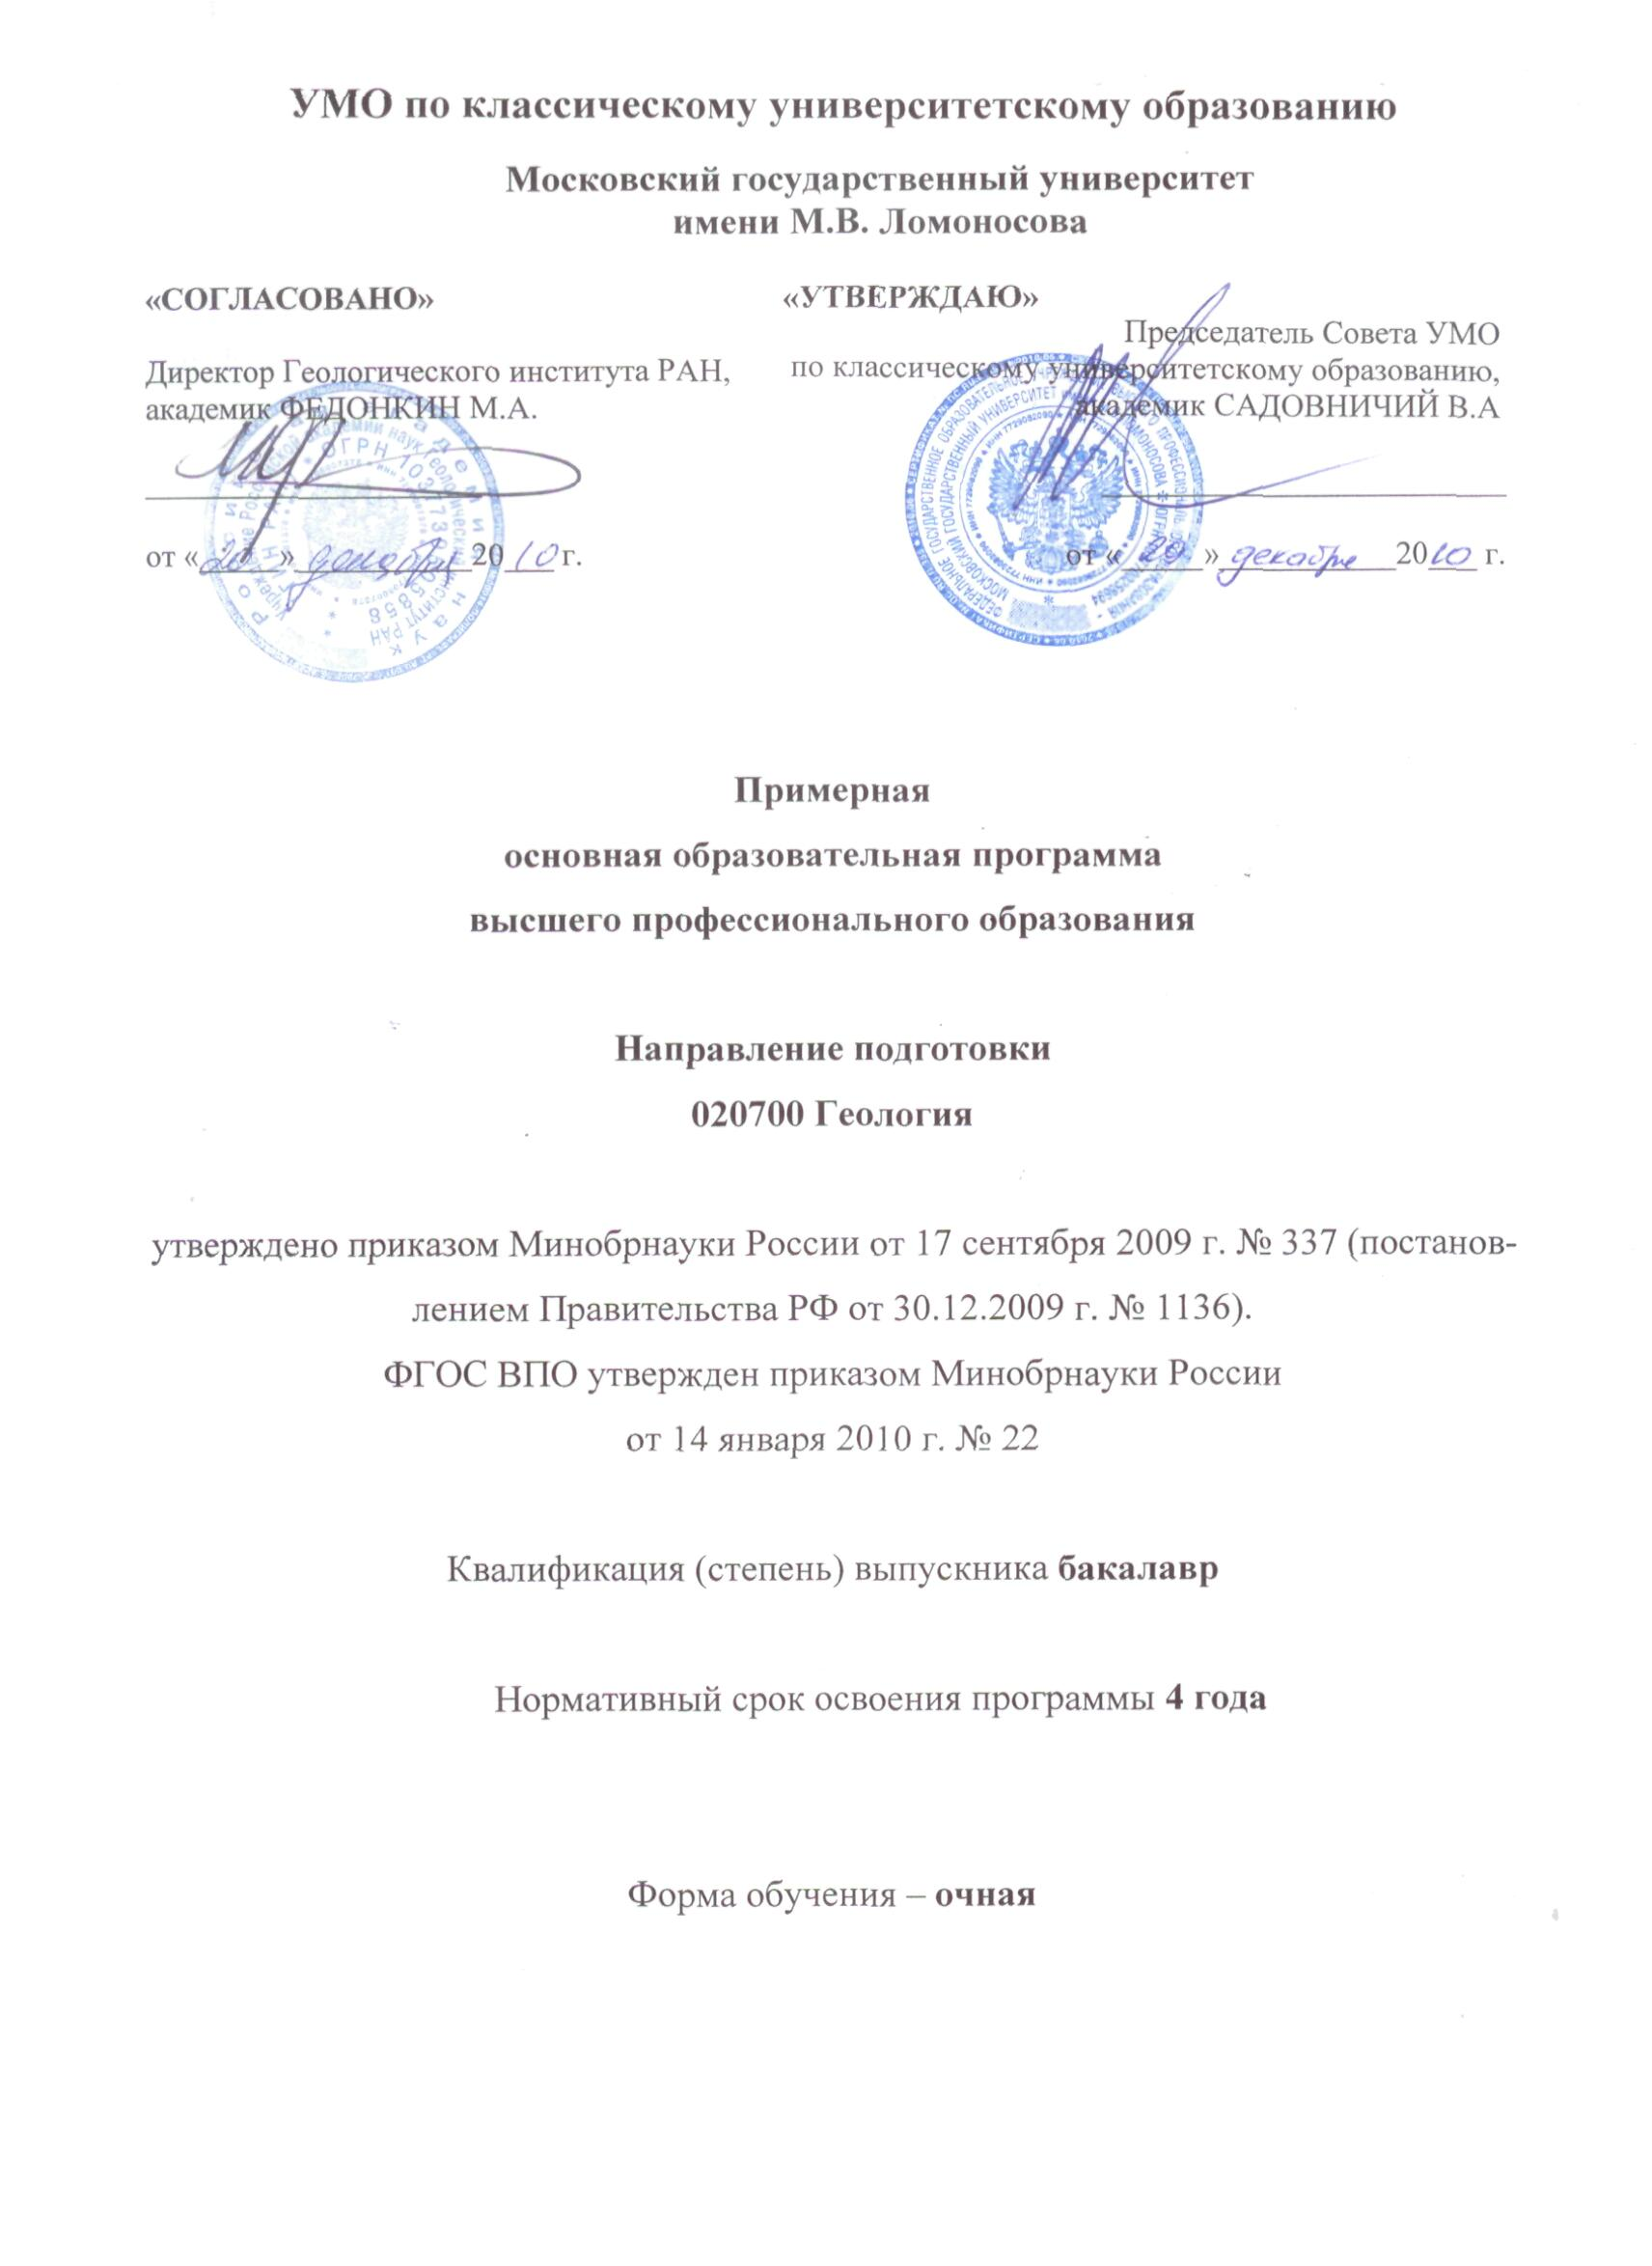 УМО по классическому университетскому образованию
Московский государственный университет
имени М.В. Ломоносова
«СОГЛАСОВАНО»
Директор Геологического института РАН,
академик ФЕДОНКИН М.А.
от «20» декабря 2010 г.
«УТВЕРЖДАЮ»
Председатель Совета УМО
по классическому университетскому образованию,
академик САДОВНИЧИЙ В.А
от «20» декабря 2010 г.
Примерная
основная образовательная программа
высшего профессионального образования
Направление подготовки
020700 Геология
утверждено приказом Минобрнауки России от 17 сентября 2009 г. № 337 (постанов-
лением Правительства РФ от 30.12.2009 г. № 1136).
ФГОС ВПО утвержден приказом Минобрнауки России
от 14 января 2010 г. № 22
Квалификация (степень) выпускника бакалавр
Нормативный срок освоения программы 4 года
Форма обучения – очная